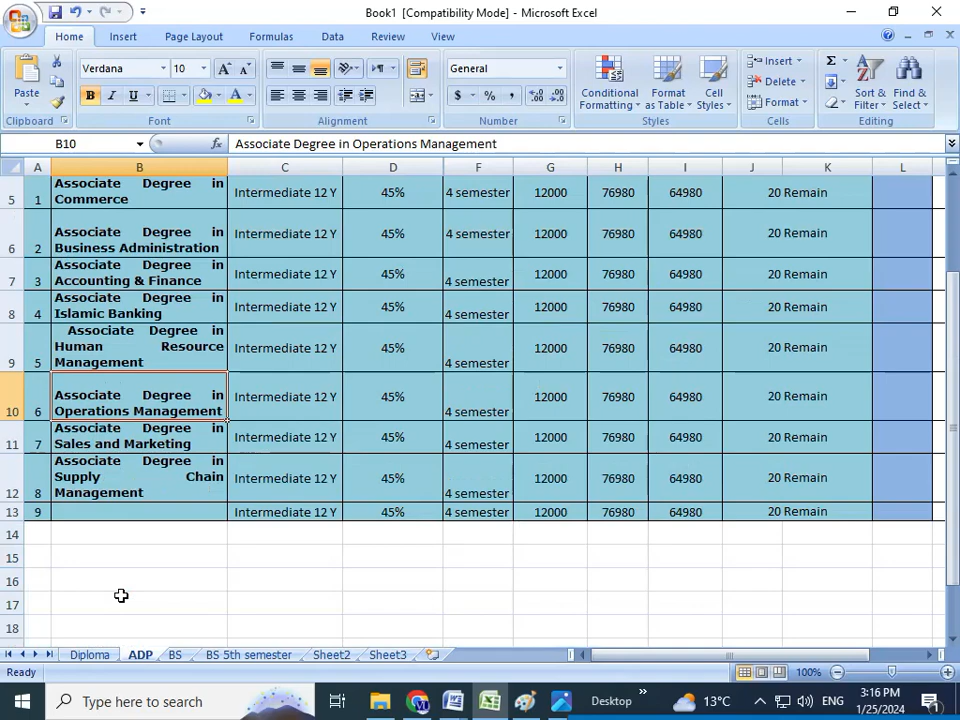 Book1 [Compatibility Mode] - Microsoft Excel
Home Insert Page Layout Formulas Data Review View
Verdana 10 General Insert Σ
Paste B I U $ % , Delete
Conditional Formatting Format as Table Cell Styles Format Sort & Filter Find & Select
Clipboard Font Alignment Number Styles Cells Editing
B10 fx Associate Degree in Operations Management
A B C D F G H I J K L
5 1 Associate Degree in Commerce Intermediate 12 Y 45% 4 semester 12000 76980 64980 20 Remain
6 2 Associate Degree in Business Administration Intermediate 12 Y 45% 4 semester 12000 76980 64980 20 Remain
7 3 Associate Degree in Accounting & Finance Intermediate 12 Y 45% 4 semester 12000 76980 64980 20 Remain
8 4 Associate Degree in Islamic Banking Intermediate 12 Y 45% 4 semester 12000 76980 64980 20 Remain
9 5 Associate Degree in Human Resource Management Intermediate 12 Y 45% 4 semester 12000 76980 64980 20 Remain
10 6 Associate Degree in Operations Management Intermediate 12 Y 45% 4 semester 12000 76980 64980 20 Remain
11 7 Associate Degree in Sales and Marketing Intermediate 12 Y 45% 4 semester 12000 76980 64980 20 Remain
12 8 Associate Degree in Supply Chain Management Intermediate 12 Y 45% 4 semester 12000 76980 64980 20 Remain
13 9 Intermediate 12 Y 45% 4 semester 12000 76980 64980 20 Remain
14
15
16
17
18
Diploma ADP BS BS 5th semester Sheet2 Sheet3
Ready 100%
Type here to search Desktop » 13°C ENG 3:16 PM
1/25/2024 1